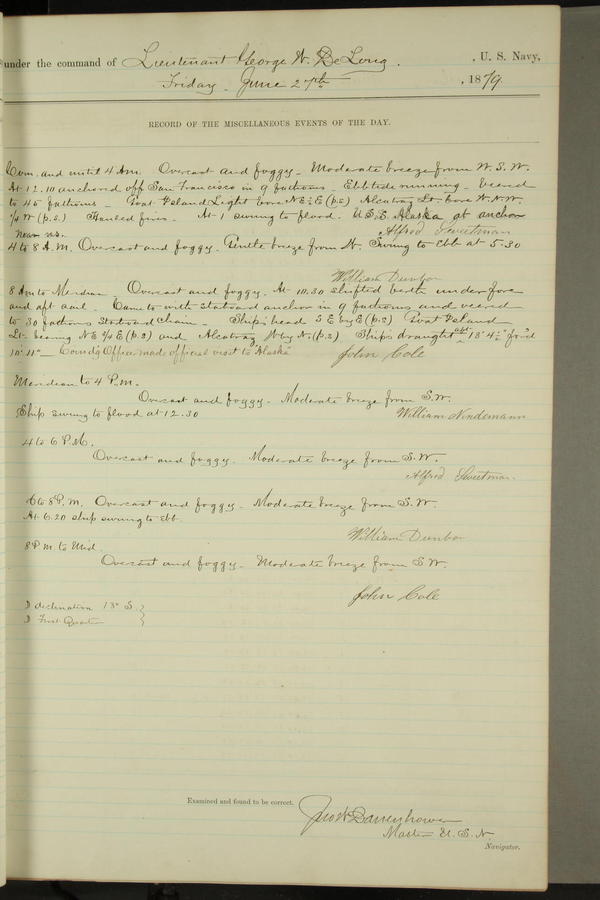 under the command of Lieutenant George W. De Long. , U. S. Navy,
Friday June 27th , 1879.
RECORD OF THE MISCELLANEOUS EVENTS OF THE DAY.
Com. and until 4 A.M. Overcast and foggy. Moderate breeze from W.S.W.
At 12.10 anchored off San Francisco in 9 fathoms. Ebb tide running. Veered
to 45 fathoms. Goat Island Light bore N.E.¾E (p.s.) Alcatraz Lt. bore W.N.W.
¼ W (p.s.) Hauled fires. At 1 swung to flood. U.S.S. Alaska at anchor
near us. Alfred Sweetman
4 to 8 A.M. Overcast and foggy. Gentle breeze from W. Swung to ebb at 5.30
William Dunbar
8 Am to Meridian Overcast and foggy. At 10.30 shifted berth under fore
and aft sail. Came to with starboard anchor in 9 fathoms and veered
to 30 fathoms starboard chain. Ship's head S E by E (p.s) Goat Island
Lt. bearing N E ¾ E (p.s) and Alcatraz W by N. (p.s) Ship's draught aft 13' 4" for'd
10' 11" Com'd'g Officer made official visit to Alaska John Cole
Meridian to 4 P.m.
Overcast and foggy. Moderate breeze from S.W.
Ship swung to flood at 12.30 William Nindemann
4 to 6 P.M.
Overcast and foggy. Moderate breeze from S.W.
Alfred Sweetman.
6 to 8 P.M. Overcast and foggy. Moderate breeze from S.W.
At 6.20 ship swung to ebb.
William Dunbar
8 P.m. to Mid
Overcast and foggy. Moderate breeze from S.W.
John Cole
☽ declination 13° S. }
☽ First Quarter }
Examined and found to be correct. Jno W Danenhower
Master U.S.N.
Navigator.